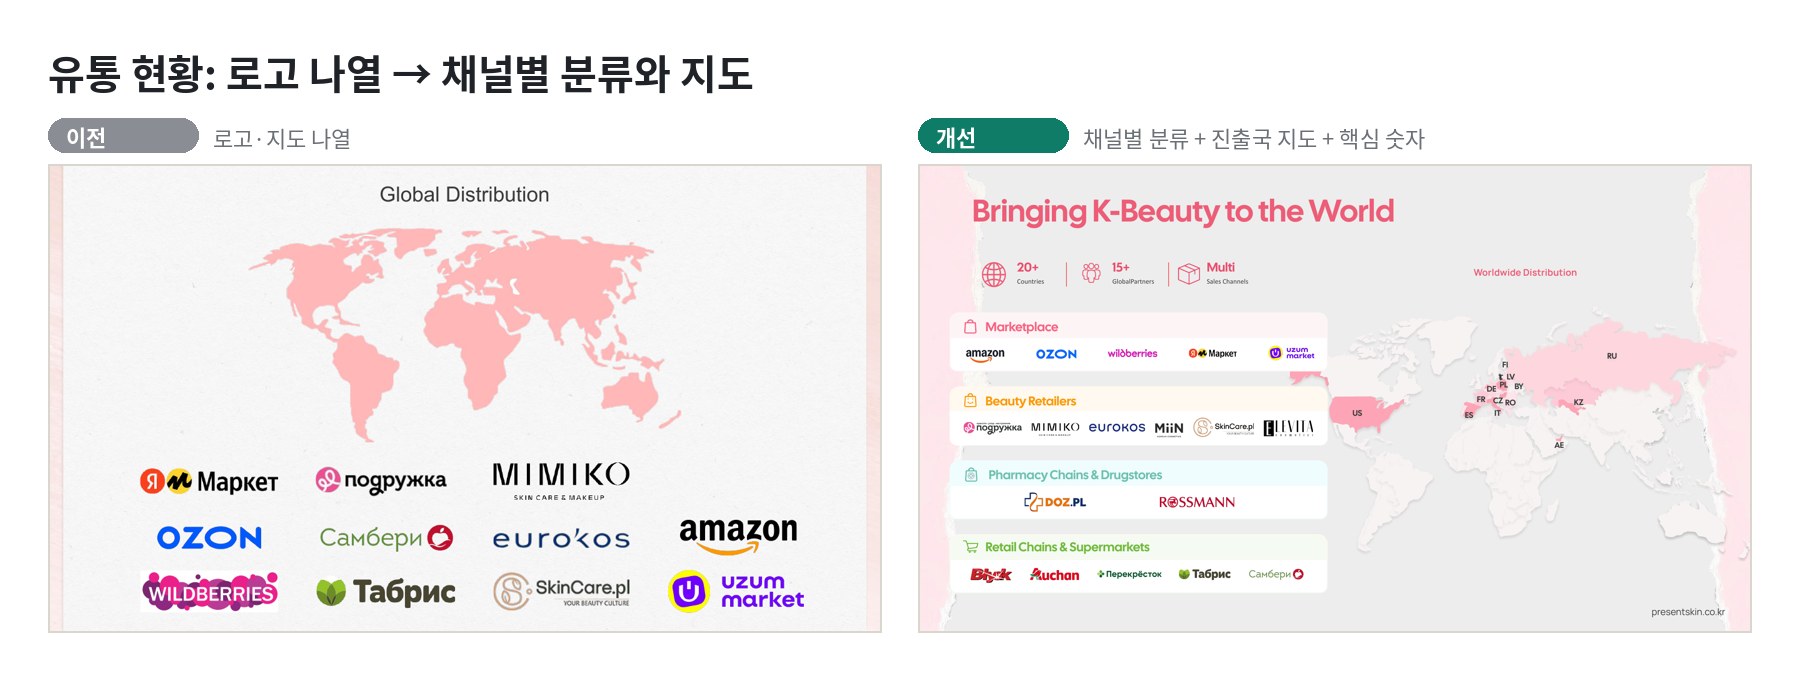 유통 현황: 로고 나열 → 채널별 분류와 지도
이전
로고·지도 나열
Global Distribution
Я М Маркет
подружка
MIMIKO
SKIN CARE & MAKEUP
OZON
Самбери
eurokos
amazon
WILDBERRIES
Табрис
SkinCare.pl
YOUR BEAUTY CULTURE
uzum
market
개선
채널별 분류 + 진출국 지도 + 핵심 숫자
Bringing K-Beauty to the World
20+
Countries
15+
GlobalPartners
Multi
Sales Channels
Worldwide Distribution
Marketplace
amazon
OZON
wildberries
Я М Маркет
uzum
market
Beauty Retailers
подружка
MIMIKO
eurokos
MiiN
SkinCare.pl
ELEVITA
Pharmacy Chains & Drugstores
DOZ.PL
ROSSMANN
Retail Chains & Supermarkets
Auchan
Перекрёсток
Табрис
Самбери
US
RU
FI
LV
DE
PL
BY
FR
CZ
RO
KZ
ES
IT
AE
presentskin.co.kr